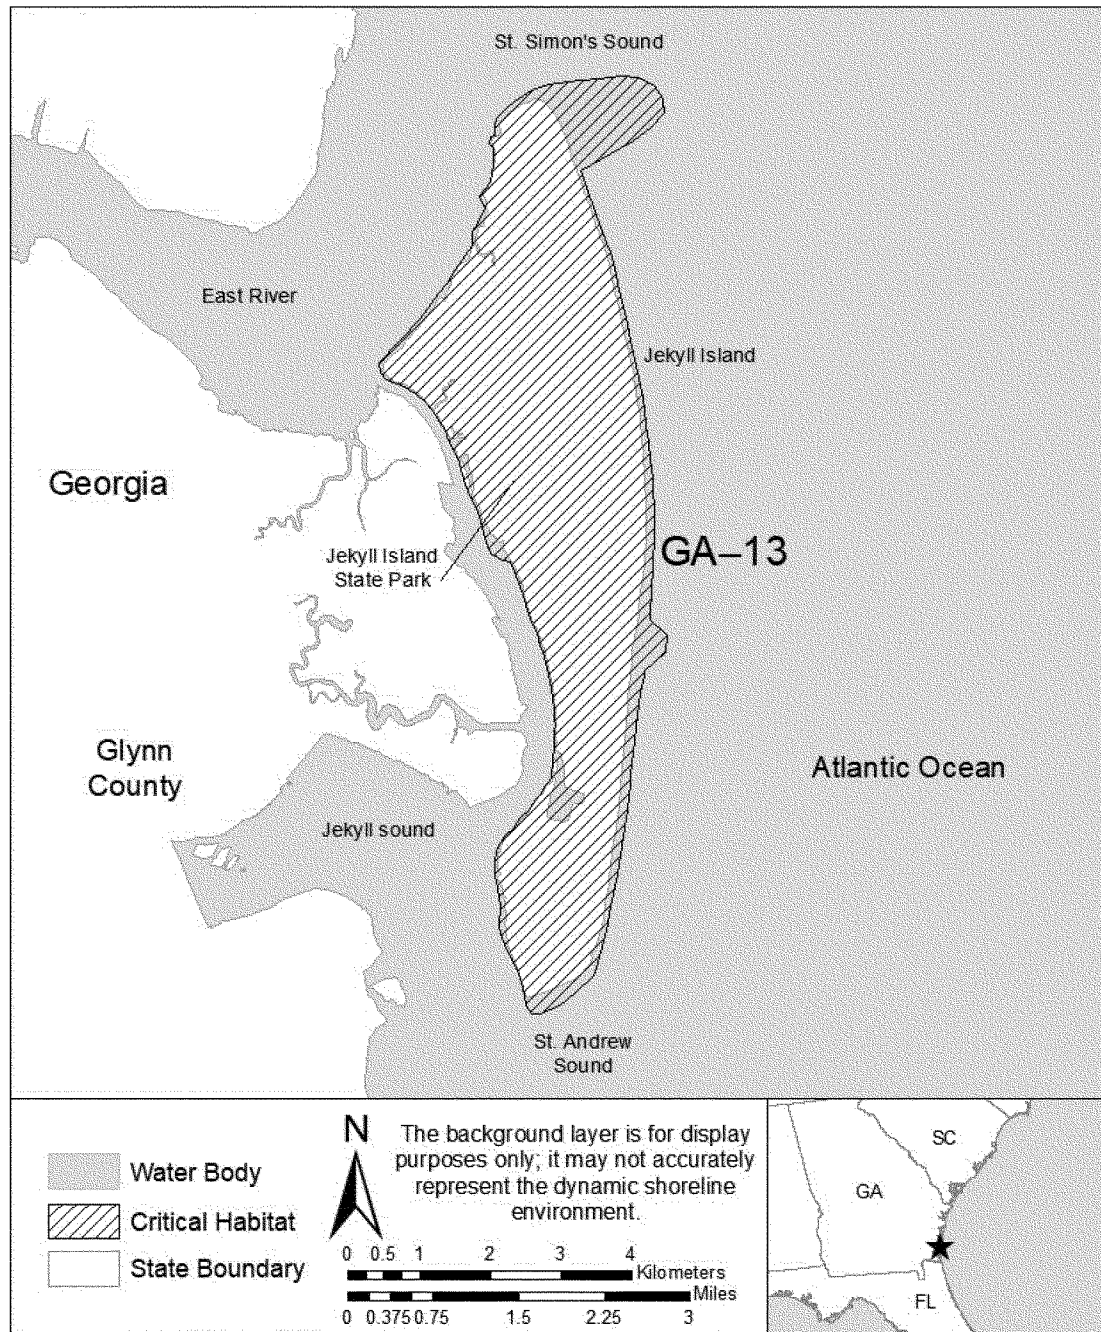 St. Simon's Sound
East River
Jekyll Island
Georgia
Jekyll Island
State Park
GA–13
Glynn
County
Atlantic Ocean
Jekyll sound
St. Andrew
Sound
Water Body
Critical Habitat
State Boundary
N
The background layer is for display
purposes only; it may not accurately
represent the dynamic shoreline
environment.
0 0.5 1 2 3 4
Kilometers
Miles
0 0.375 0.75 1.5 2.25 3
SC
GA
FL